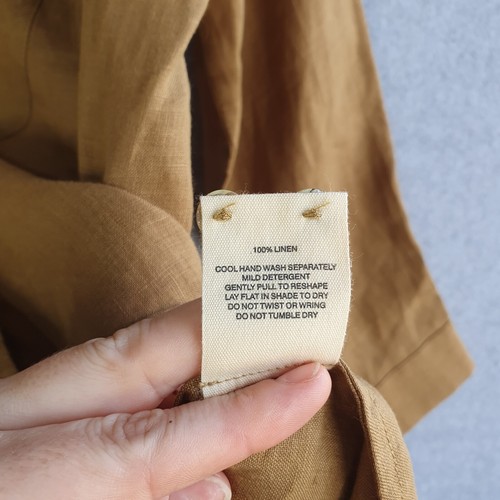 100% LINEN
COOL HAND WASH SEPARATELY
MILD DETERGENT
GENTLY PULL TO RESHAPE
LAY FLAT IN SHADE TO DRY
DO NOT TWIST OR WRING
DO NOT TUMBLE DRY